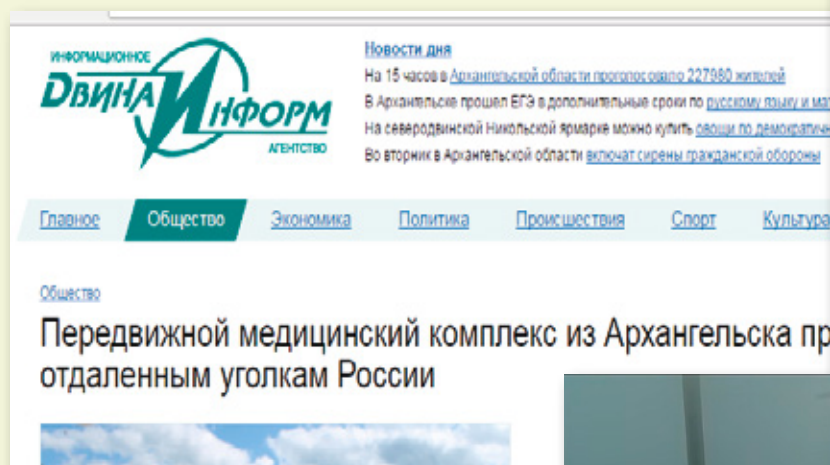 ИНФОРМАЦИОННОЕ
ДВИНА
ИНФОРМ
АГЕНТСТВО
Новости дня
На 15 часов в Архангельской области проголосовало 227980 жителей
В Архангельске прошел ЕГЭ в дополнительные сроки по русскому языку и мат
На северодвинской Никольской ярмарке можно купить овощи по демократичн
Во вторник в Архангельской области включат сирены гражданской обороны
Главное Общество Экономика Политика Происшествия Спорт Культура
Общество
Передвижной медицинский комплекс из Архангельска пр
отдаленным уголкам России